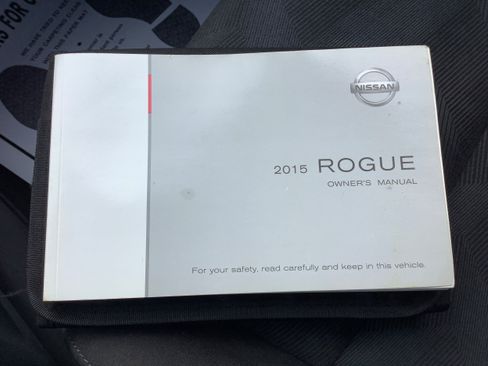 NISSAN
2015 ROGUE
OWNER'S MANUAL
For your safety, read carefully and keep in this vehicle.